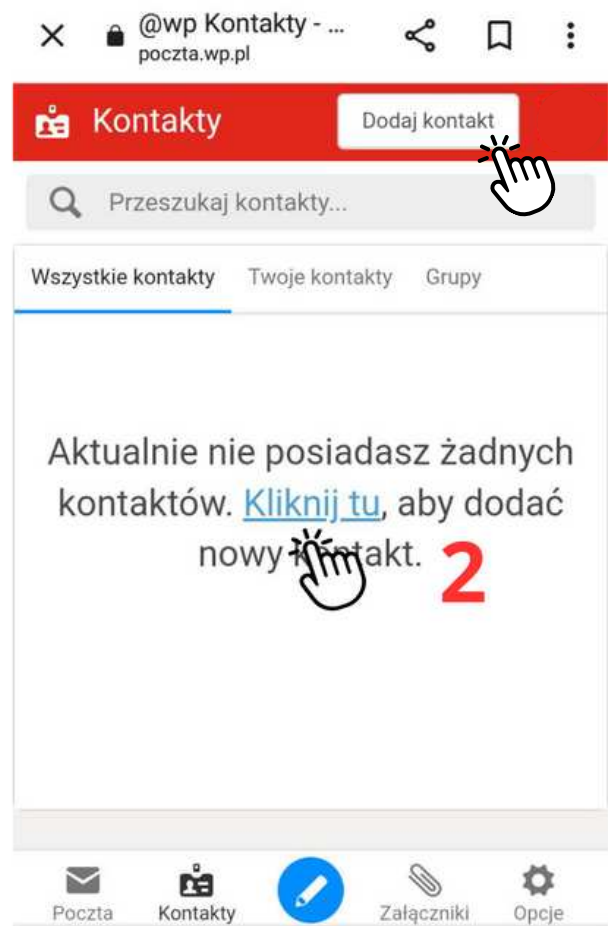 @wp Kontakty - ...
poczta.wp.pl
Kontakty
Dodaj kontakt
Przeszukaj kontakty...
Wszystkie kontakty Twoje kontakty Grupy
Aktualnie nie posiadasz żadnych
kontaktów. Kliknij tu, aby dodać
nowy kontakt.
2
Poczta Kontakty Załączniki Opcje